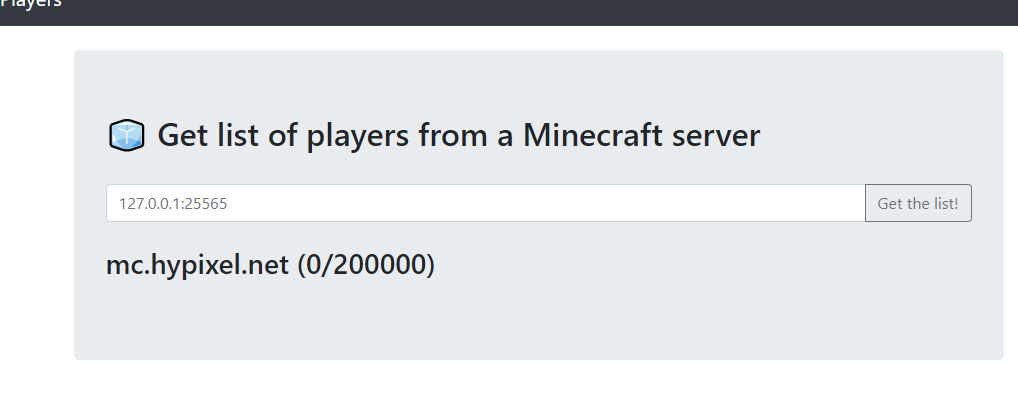 Players
Get list of players from a Minecraft server
127.0.0.1:25565
Get the list!
mc.hypixel.net (0/200000)